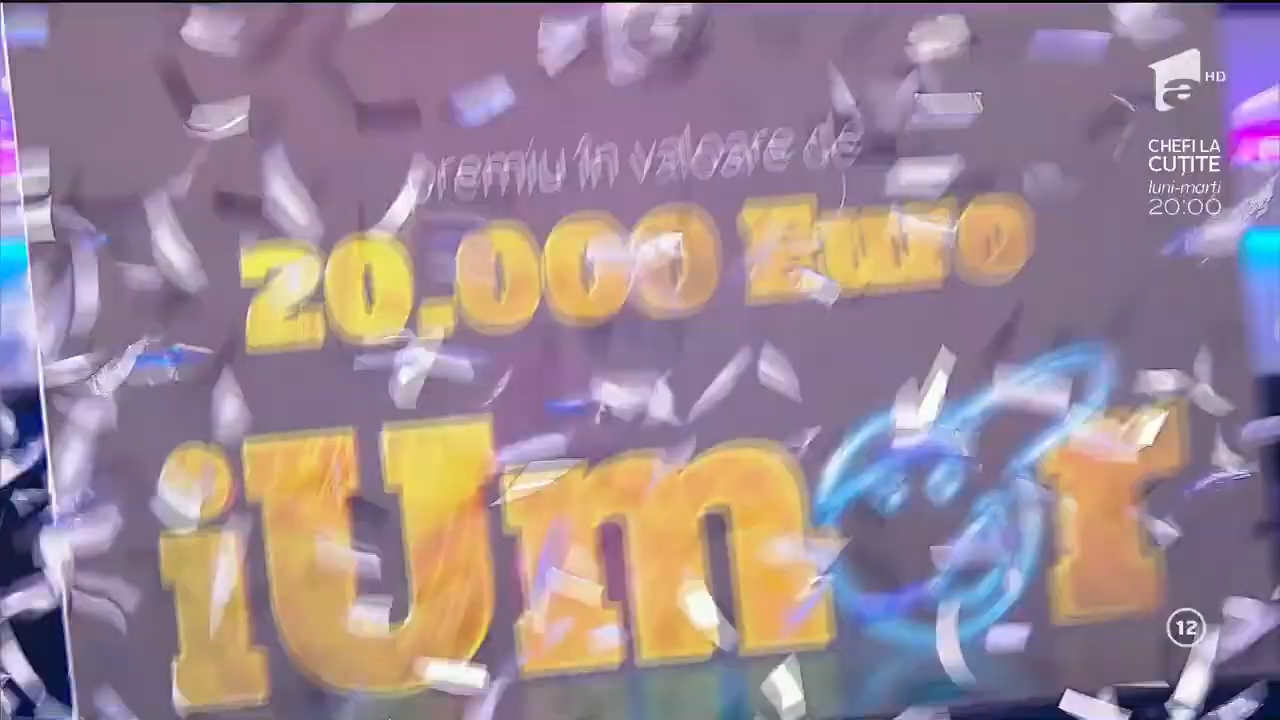 premiu în valoare de
20.000 Euro
iUmor
HD
CHEFI LA
CUȚITE
luni-marți
20:00
12